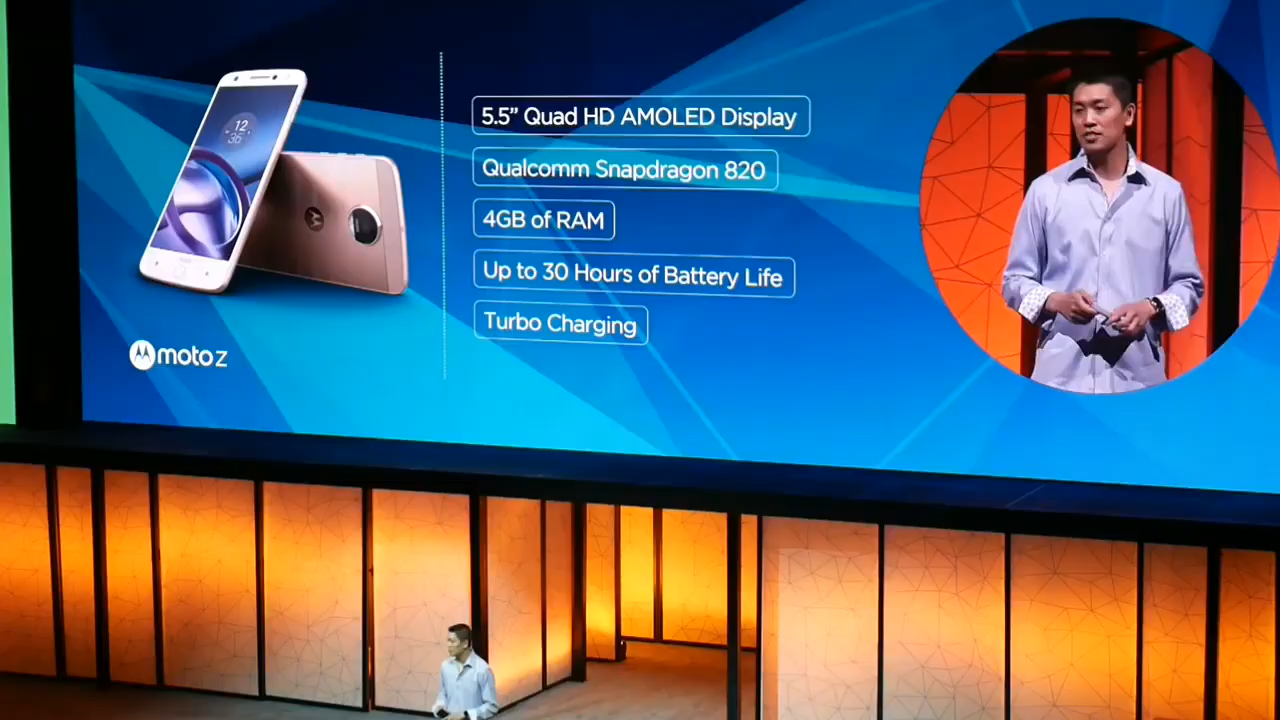 12
36
5.5” Quad HD AMOLED Display
Qualcomm Snapdragon 820
4GB of RAM
Up to 30 Hours of Battery Life
Turbo Charging
moto z